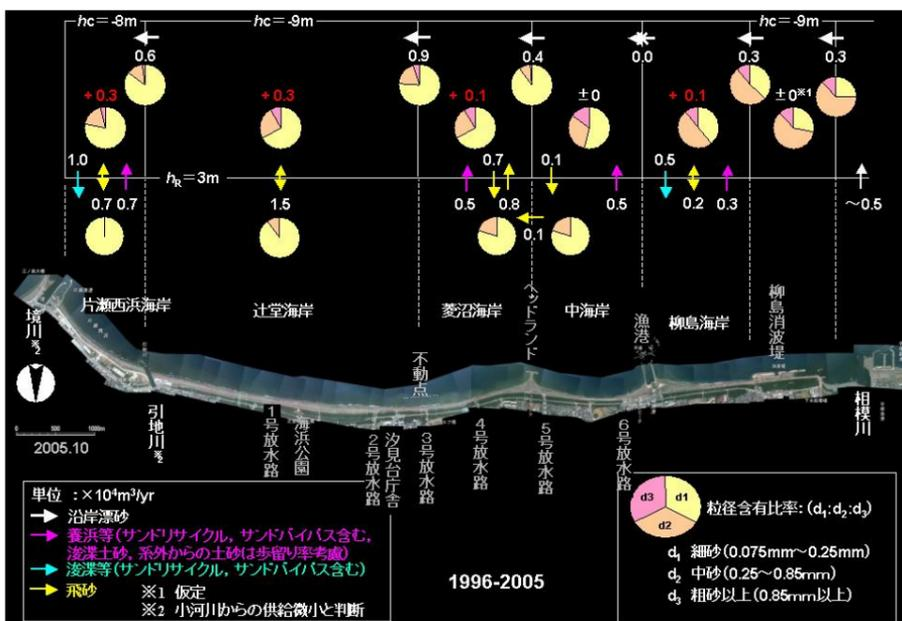 hc=-8m
hc=-9m
hc=-9m
0.6
0.9
0.4
0.0
0.3
0.3
+0.3
+0.3
+0.1
±0
+0.1
±0※1
1.0
0.7
0.1
0.5
hR=3m
0.7
0.7
1.5
0.5
0.8
0.1
0.5
0.2
0.3
～0.5
片瀬西浜海岸
辻堂海岸
菱沼海岸
ヘッドランド
中海岸
漁港
柳島海岸
柳島消波堤
境川※2
引地川※2
1号放水路
海浜公園
2号放水路
汐見台庁舎
不動点
3号放水路
4号放水路
5号放水路
6号放水路
相模川
2005.10
単位 :×10⁴m³/yr
沿岸漂砂
養浜等(サンドリサイクル, サンドバイパス含む,
浚渫土砂, 系外からの土砂は歩留り率考慮)
浚渫等(サンドリサイクル, サンドバイパス含む)
飛砂
※1 仮定
※2 小河川からの供給微小と判断
1996-2005
d3
d1
d2
粒径含有比率:(d₁:d₂:d₃)
d₁ 細砂(0.075mm～0.25mm)
d₂ 中砂(0.25～0.85mm)
d₃ 粗砂以上(0.85mm以上)